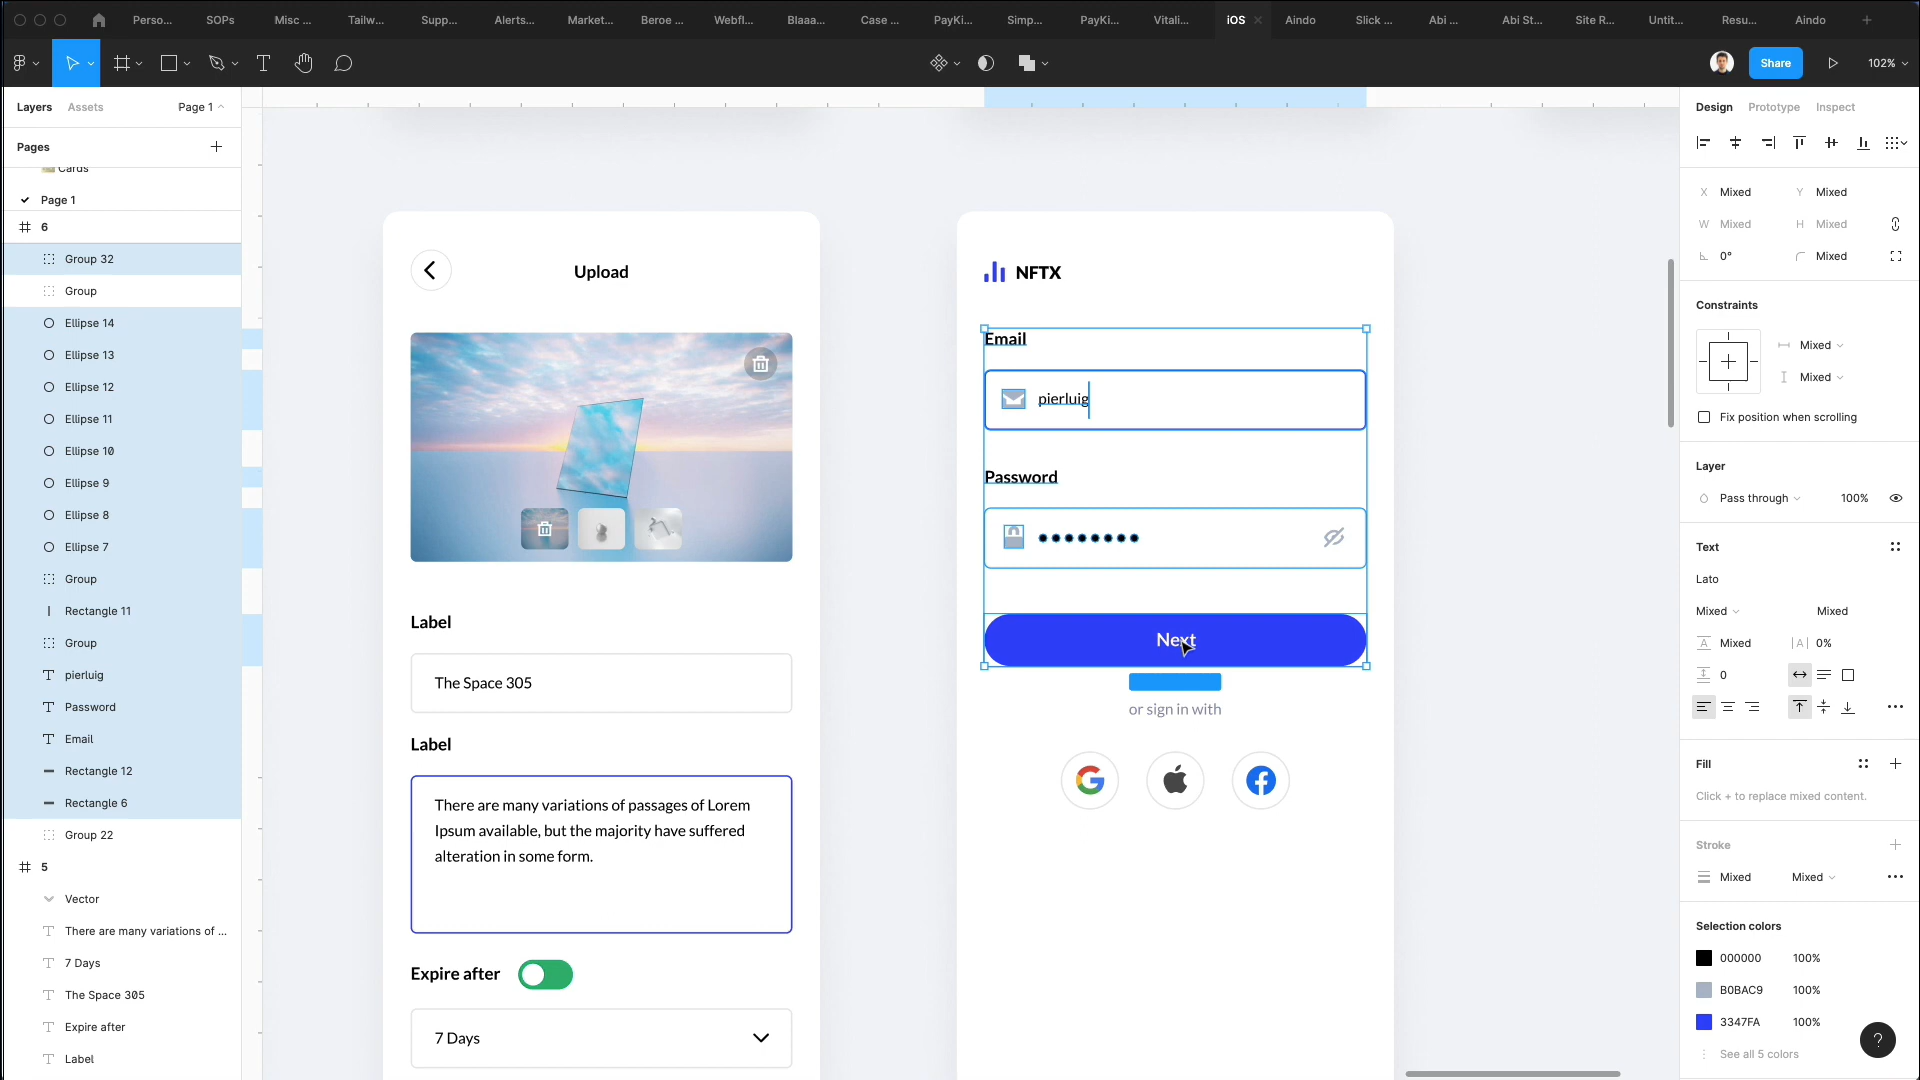 Perso...
SOPs
Misc ...
Tailw...
Supp...
Alerts...
Market...
Beroe ...
Webfl...
Blaaa...
Case ...
PayKi...
Simp...
PayKi...
Vitali...
iOS
Aindo
Slick ...
Abi ...
Abi St...
Site R...
Untit...
Resu...
Aindo
Share
102%
Layers
Assets
Page 1
Pages
Cards
Page 1
6
Group 32
Group
Ellipse 14
Ellipse 13
Ellipse 12
Ellipse 11
Ellipse 10
Ellipse 9
Ellipse 8
Ellipse 7
Group
Rectangle 11
Group
pierluig
Password
Email
Rectangle 12
Rectangle 6
Group 22
5
Vector
There are many variations of ...
7 Days
The Space 305
Expire after
Label
Upload
Label
The Space 305
Label
There are many variations of passages of Lorem
Ipsum available, but the majority have suffered
alteration in some form.
Expire after
7 Days
NFTX
Email
pierluig
Password
Next
or sign in with
Design
Prototype
Inspect
X Mixed
Y Mixed
W Mixed
H Mixed
0°
Mixed
Constraints
Mixed
Mixed
Fix position when scrolling
Layer
Pass through
100%
Text
Lato
Mixed
Mixed
Mixed
0%
0
Fill
Click + to replace mixed content.
Stroke
Mixed
Mixed
Selection colors
000000 100%
B0BAC9 100%
3347FA 100%
See all 5 colors
?